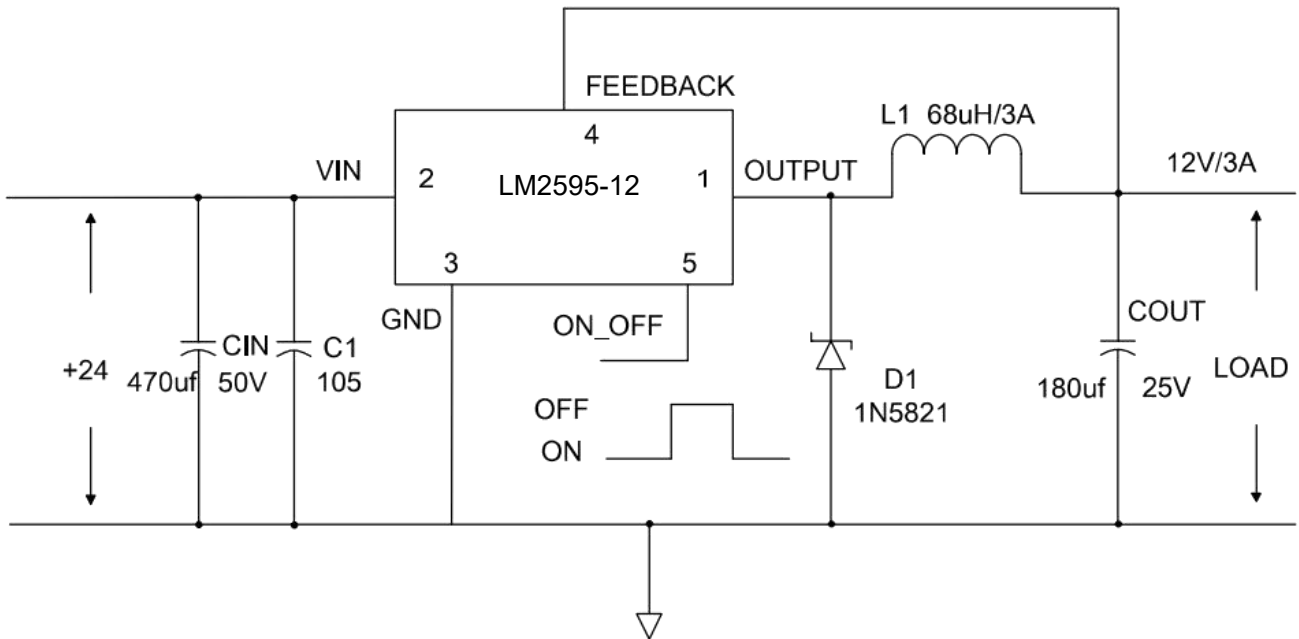 FEEDBACK
4
L1 68uH/3A
VIN
2
LM2595-12
1
OUTPUT
12V/3A
3
5
GND
ON_OFF
COUT
+24
CIN
C1
470uf
50V
105
D1
1N5821
180uf
25V
LOAD
OFF
ON